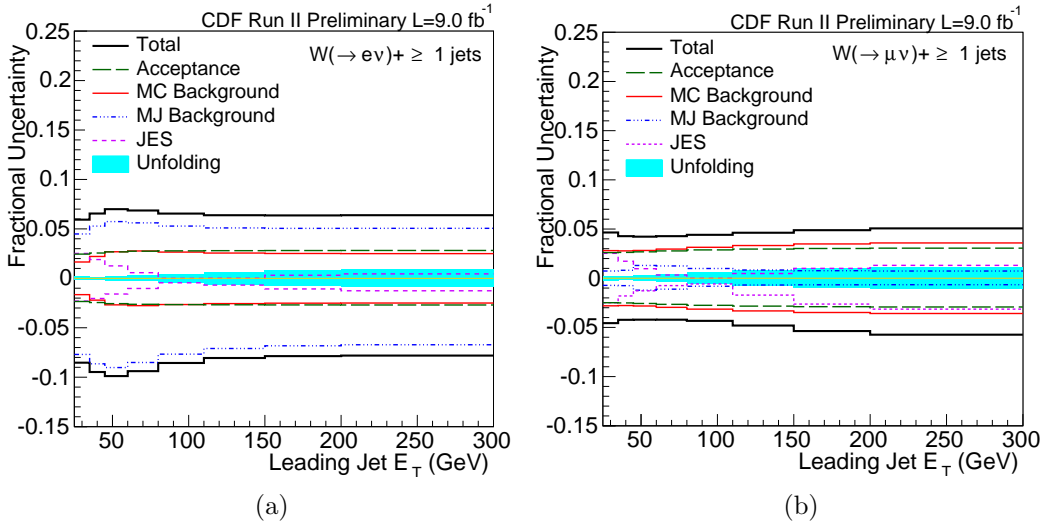 CDF Run II Preliminary L=9.0 fb⁻¹
W(→ eν)+ ≥ 1 jets
Total
Acceptance
MC Background
MJ Background
JES
Unfolding
Fractional Uncertainty
0.25
0.2
0.15
0.1
0.05
0
-0.05
-0.1
-0.15
50 100 150 200 250 300
Leading Jet E_T (GeV)
(a)
CDF Run II Preliminary L=9.0 fb⁻¹
W(→ μν)+ ≥ 1 jets
Total
Acceptance
MC Background
MJ Background
JES
Unfolding
Fractional Uncertainty
0.25
0.2
0.15
0.1
0.05
0
-0.05
-0.1
-0.15
50 100 150 200 250 300
Leading Jet E_T (GeV)
(b)